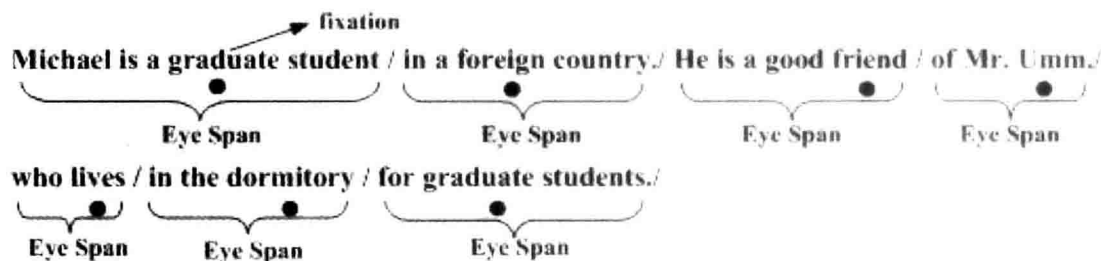 fixation
Michael is a graduate student / in a foreign country./ He is a good friend / of Mr. Umm./
Eye Span Eye Span Eye Span Eye Span
who lives / in the dormitory / for graduate students./
Eye Span Eye Span Eye Span